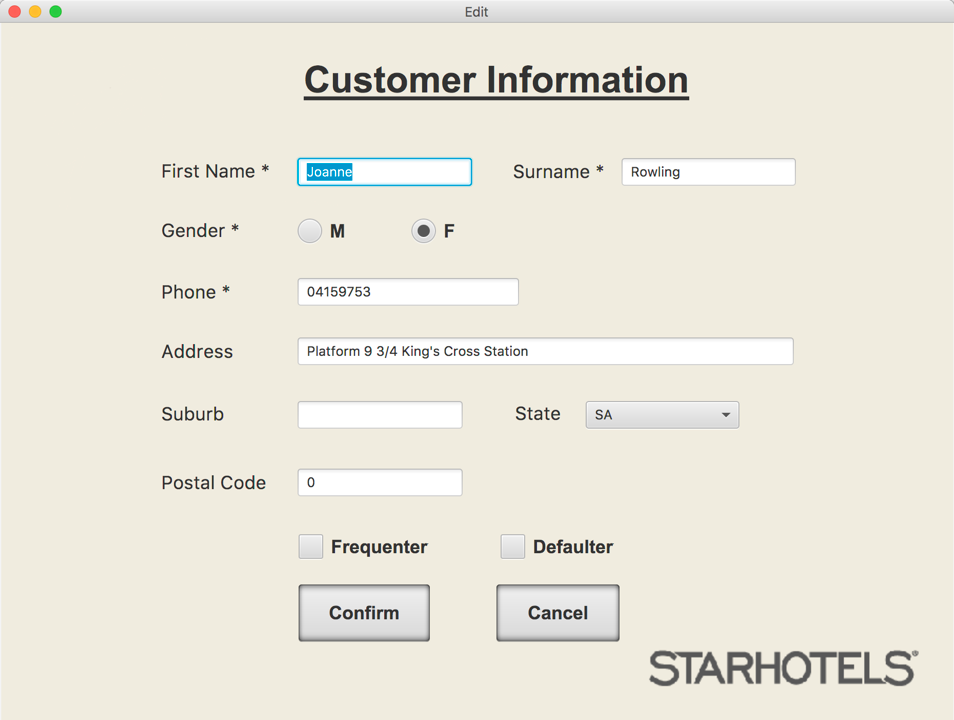 Edit
Customer Information
First Name * Joanne Surname * Rowling
Gender * M F
Phone * 04159753
Address Platform 9 3/4 King's Cross Station
Suburb State SA
Postal Code 0
Frequenter Defaulter
Confirm Cancel
STARHOTELS®